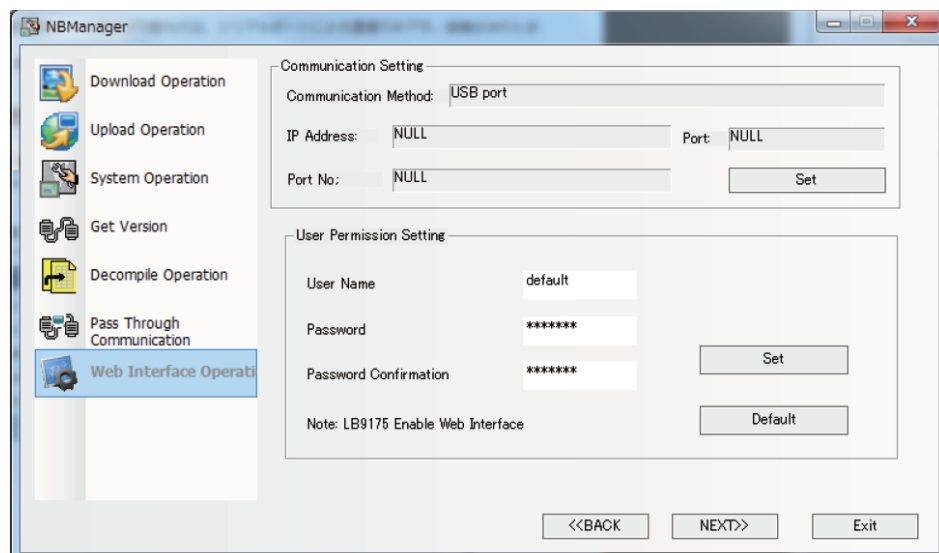 NBManager
Download Operation
Upload Operation
System Operation
Get Version
Decompile Operation
Pass Through
Communication
Web Interface Operati
Communication Setting
Communication Method: USB port
IP Address: NULL Port: NULL
Port No.: NULL Set
User Permission Setting
User Name default
Password *******
Password Confirmation *******
Set
Note: LB9175 Enable Web Interface Default
<<BACK NEXT>> Exit